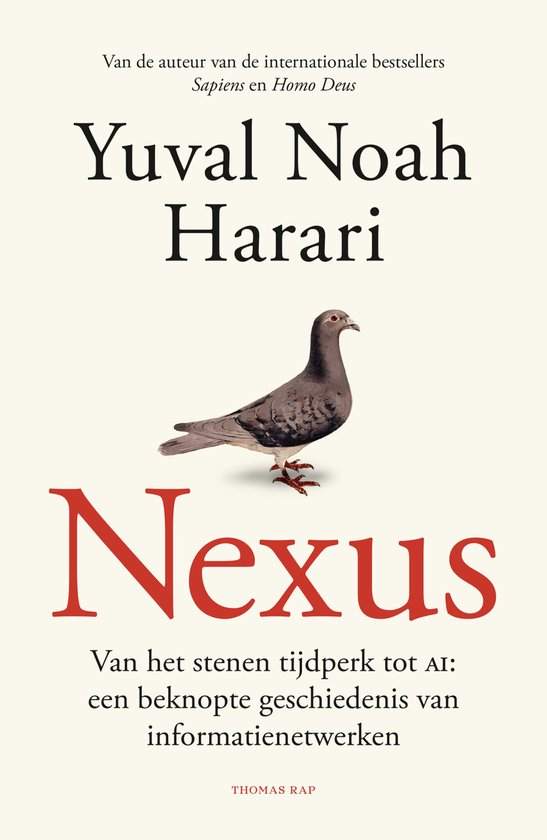 Van de auteur van de internationale bestsellers
Sapiens en Homo Deus
Yuval Noah
Harari
Nexus
Van het stenen tijdperk tot AI:
een beknopte geschiedenis van
informatienetwerken
THOMAS RAP